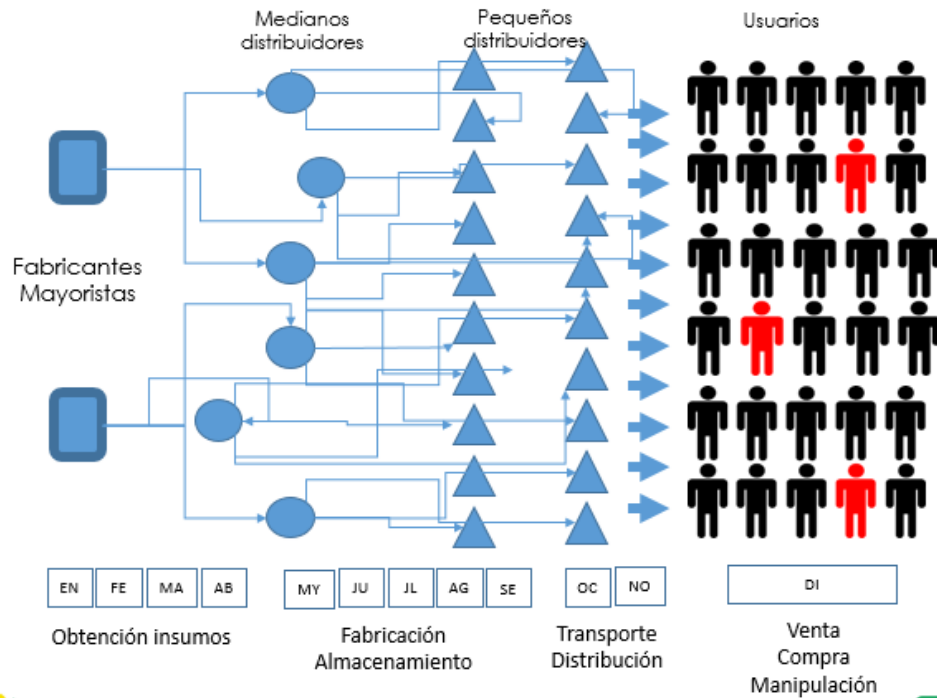 Medianos
distribuidores
Pequeños
distribuidores
Usuarios
Fabricantes
Mayoristas
EN FE MA AB MY JU JL AG SE OC NO DI
Obtención insumos
Fabricación
Almacenamiento
Transporte
Distribución
Venta
Compra
Manipulación